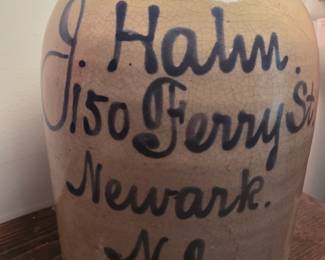 J. Hahn.
150 Ferry St
Newark.
N.J.